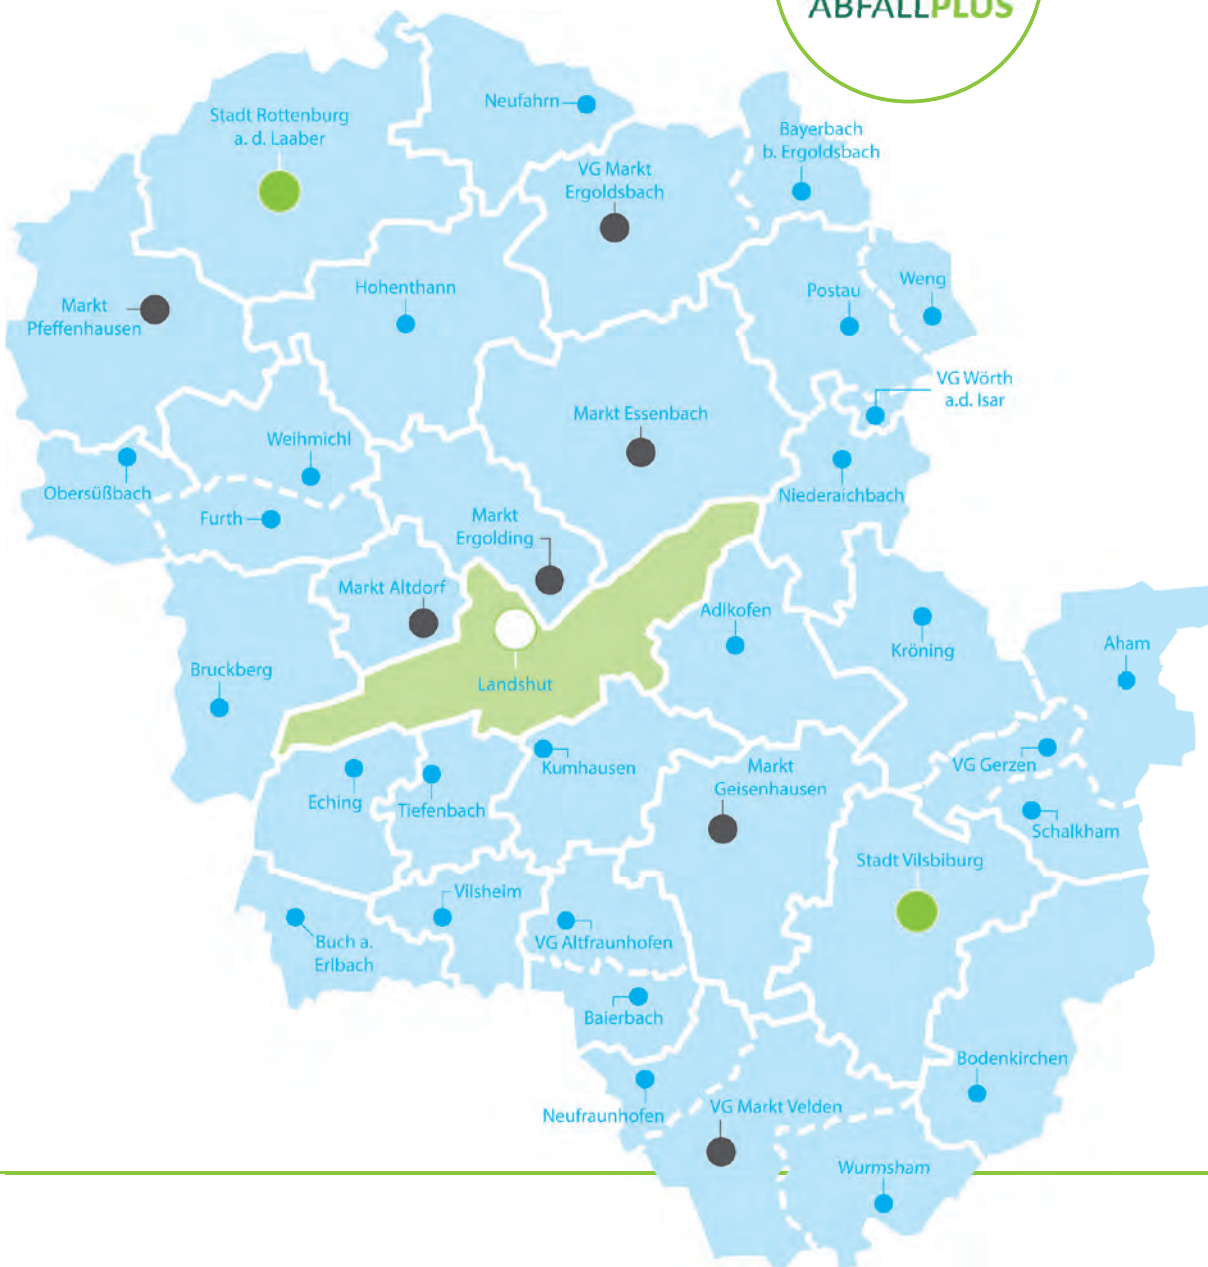 ABFALLPLUS
Neufahrn
Stadt Rottenburg
a. d. Laaber
Bayerbach
b. Ergoldsbach
VG Markt
Ergoldsbach
Hohenthann
Postau
Weng
Markt
Pfeffenhausen
VG Wörth
a.d. Isar
Markt Essenbach
Weihmichl
Obersüßbach
Niederaichbach
Furth
Markt
Ergolding
Markt Altdorf
Adlkofen
Kröning
Aham
Bruckberg
Landshut
Kumhausen
Markt
Geisenhausen
VG Gerzen
Eching
Tiefenbach
Schalkham
Stadt Vilsbiburg
Vilsheim
Buch a.
Erlbach
VG Altfraunhofen
Baierbach
Bodenkirchen
Neufraunhofen
VG Markt Velden
Wurmsham